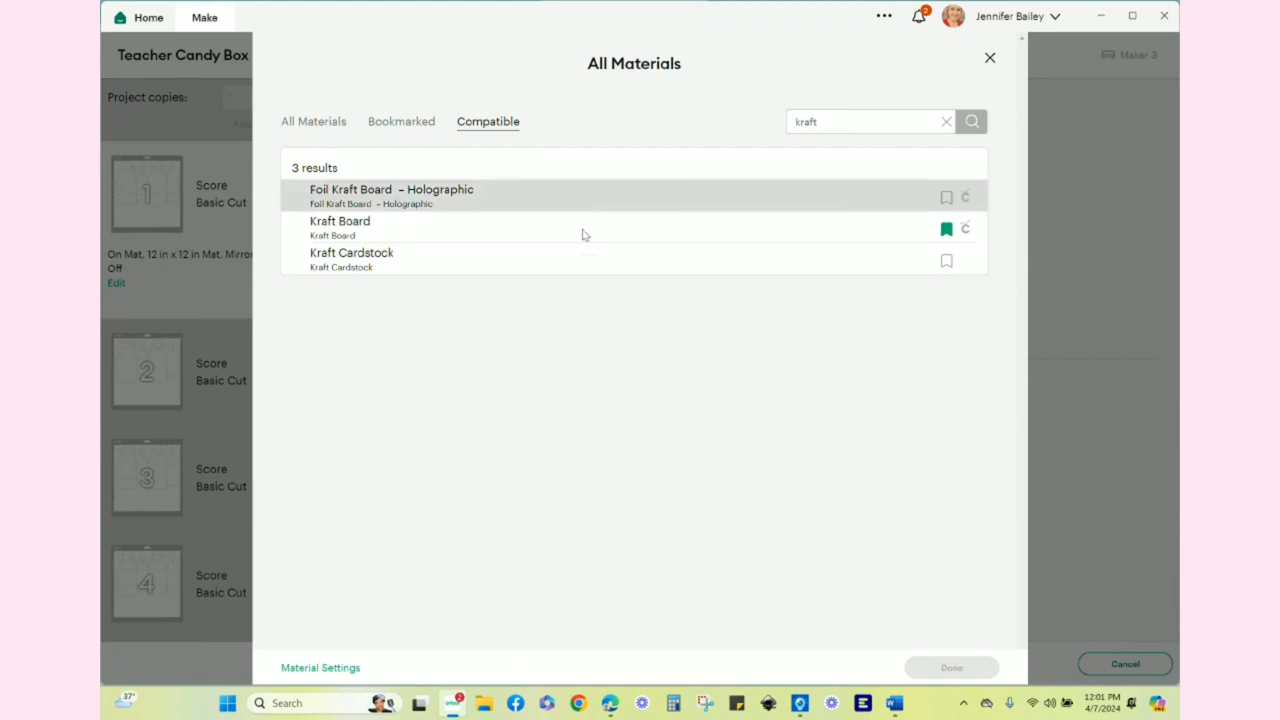 Home
Make
2
Jennifer Bailey
Teacher Candy Box
Maker 3
Project copies:
All Materials
All Materials
Bookmarked
Compatible
kraft
3 results
Foil Kraft Board - Holographic
Foil Kraft Board - Holographic
Kraft Board
Kraft Board
Kraft Cardstock
Kraft Cardstock
1
Score
Basic Cut
On Mat, 12 in x 12 in Mat, Mirror
Off
Edit
2
Score
Basic Cut
3
Score
Basic Cut
4
Score
Basic Cut
Material Settings
Done
Cancel
37°
Search
2
12:01 PM
4/7/2024